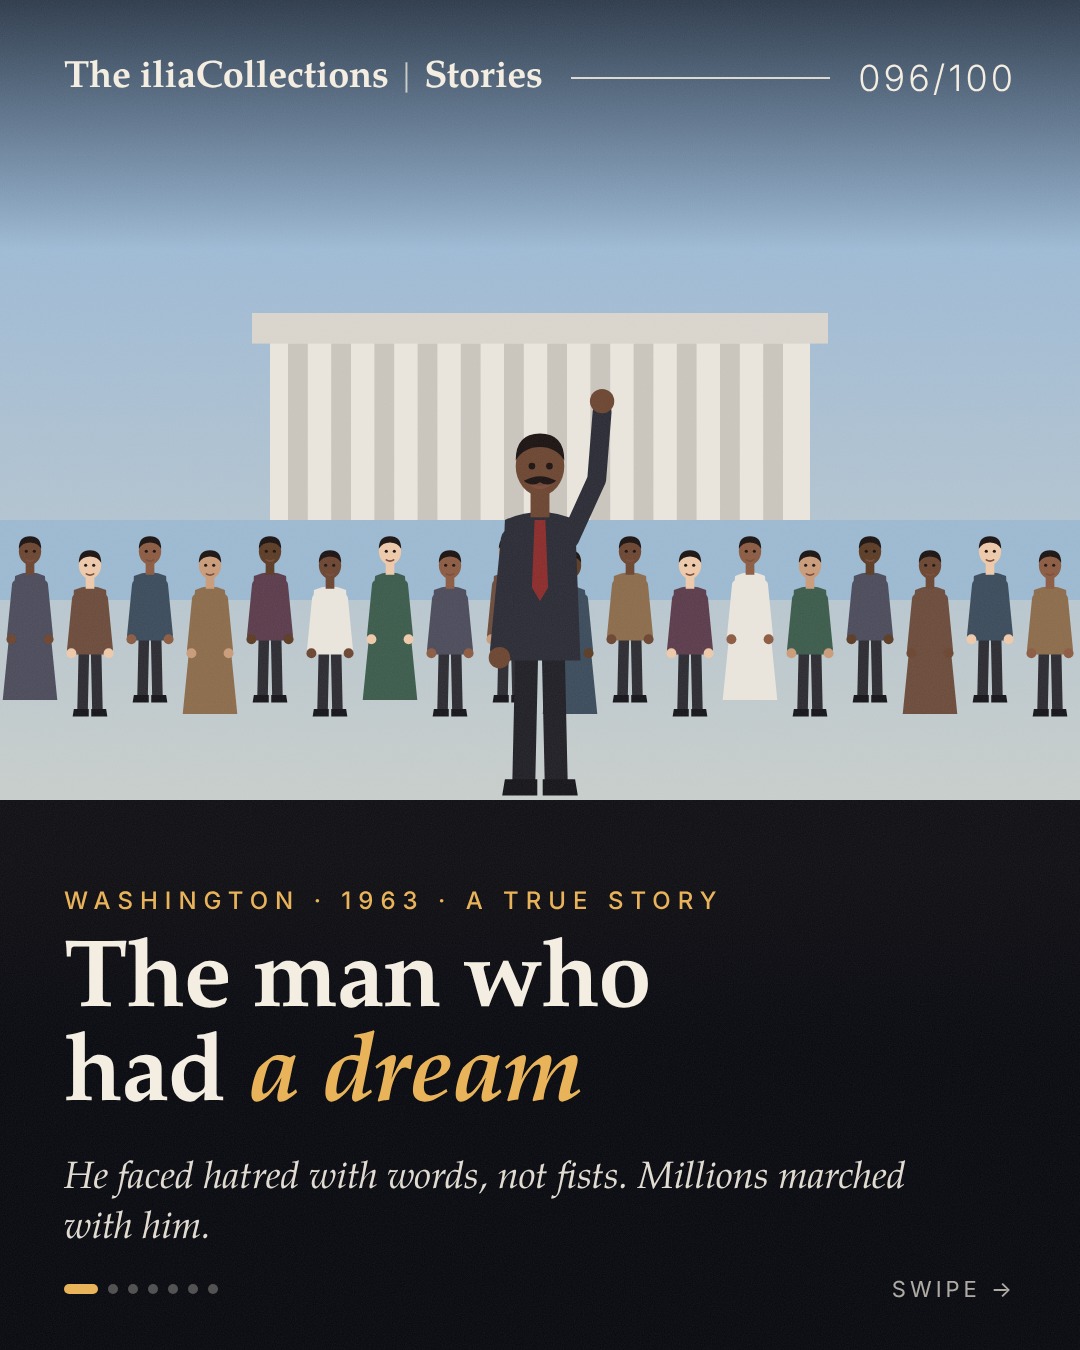 The iliaCollections | Stories 096/100
WASHINGTON · 1963 · A TRUE STORY
The man who
had a dream
He faced hatred with words, not fists. Millions marched
with him.
SWIPE →